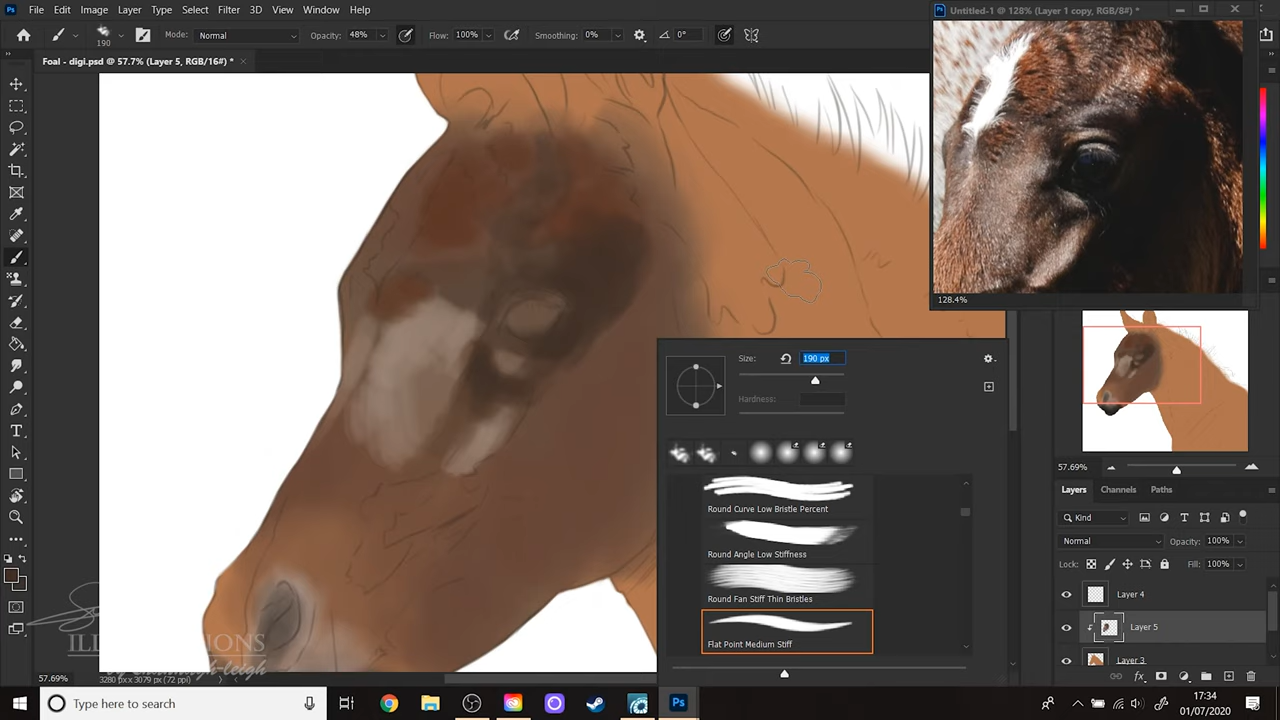 File Edit Image Layer Type Select Filter 3D View Window Help
Untitled-1 @ 128% (Layer 1 copy, RGB/8#) *
190
Mode: Normal Opacity: 48% Flow: 100% Smoothing: 0% 0°
Foal - digi.psd @ 57.7% (Layer 5, RGB/16#) *
128.4%
Size: 190 px
Hardness:
Round Curve Low Bristle Percent
Round Angle Low Stiffness
Round Fan Stiff Thin Bristles
Flat Point Medium Stiff
57.69%
Layers Channels Paths
Kind
Normal Opacity: 100%
Lock: Fill: 100%
Layer 4
Layer 5
Layer 3
57.69% 3280 px x 3079 px (72 ppi)
Type here to search
17:34
01/07/2020